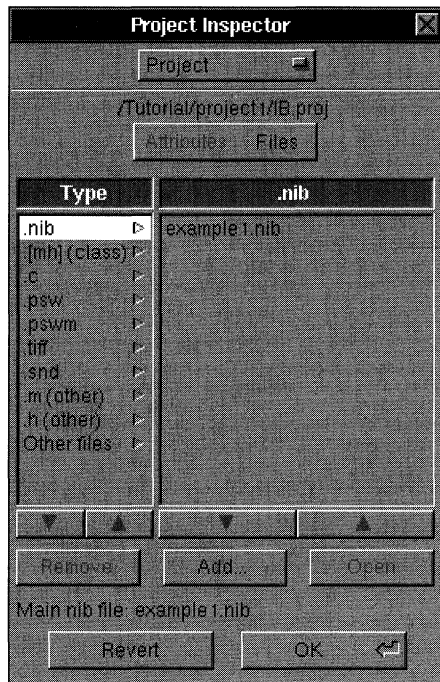 Project Inspector
Project
/Tutorial/project1/IB.proj
Attributes Files
Type .nib
.nib example1.nib
.[mh] (class)
.c
.psw
.pswm
.tiff
.snd
.m (other)
.h (other)
Other files
Remove Add... Open
Main nib file: example1.nib
Revert OK